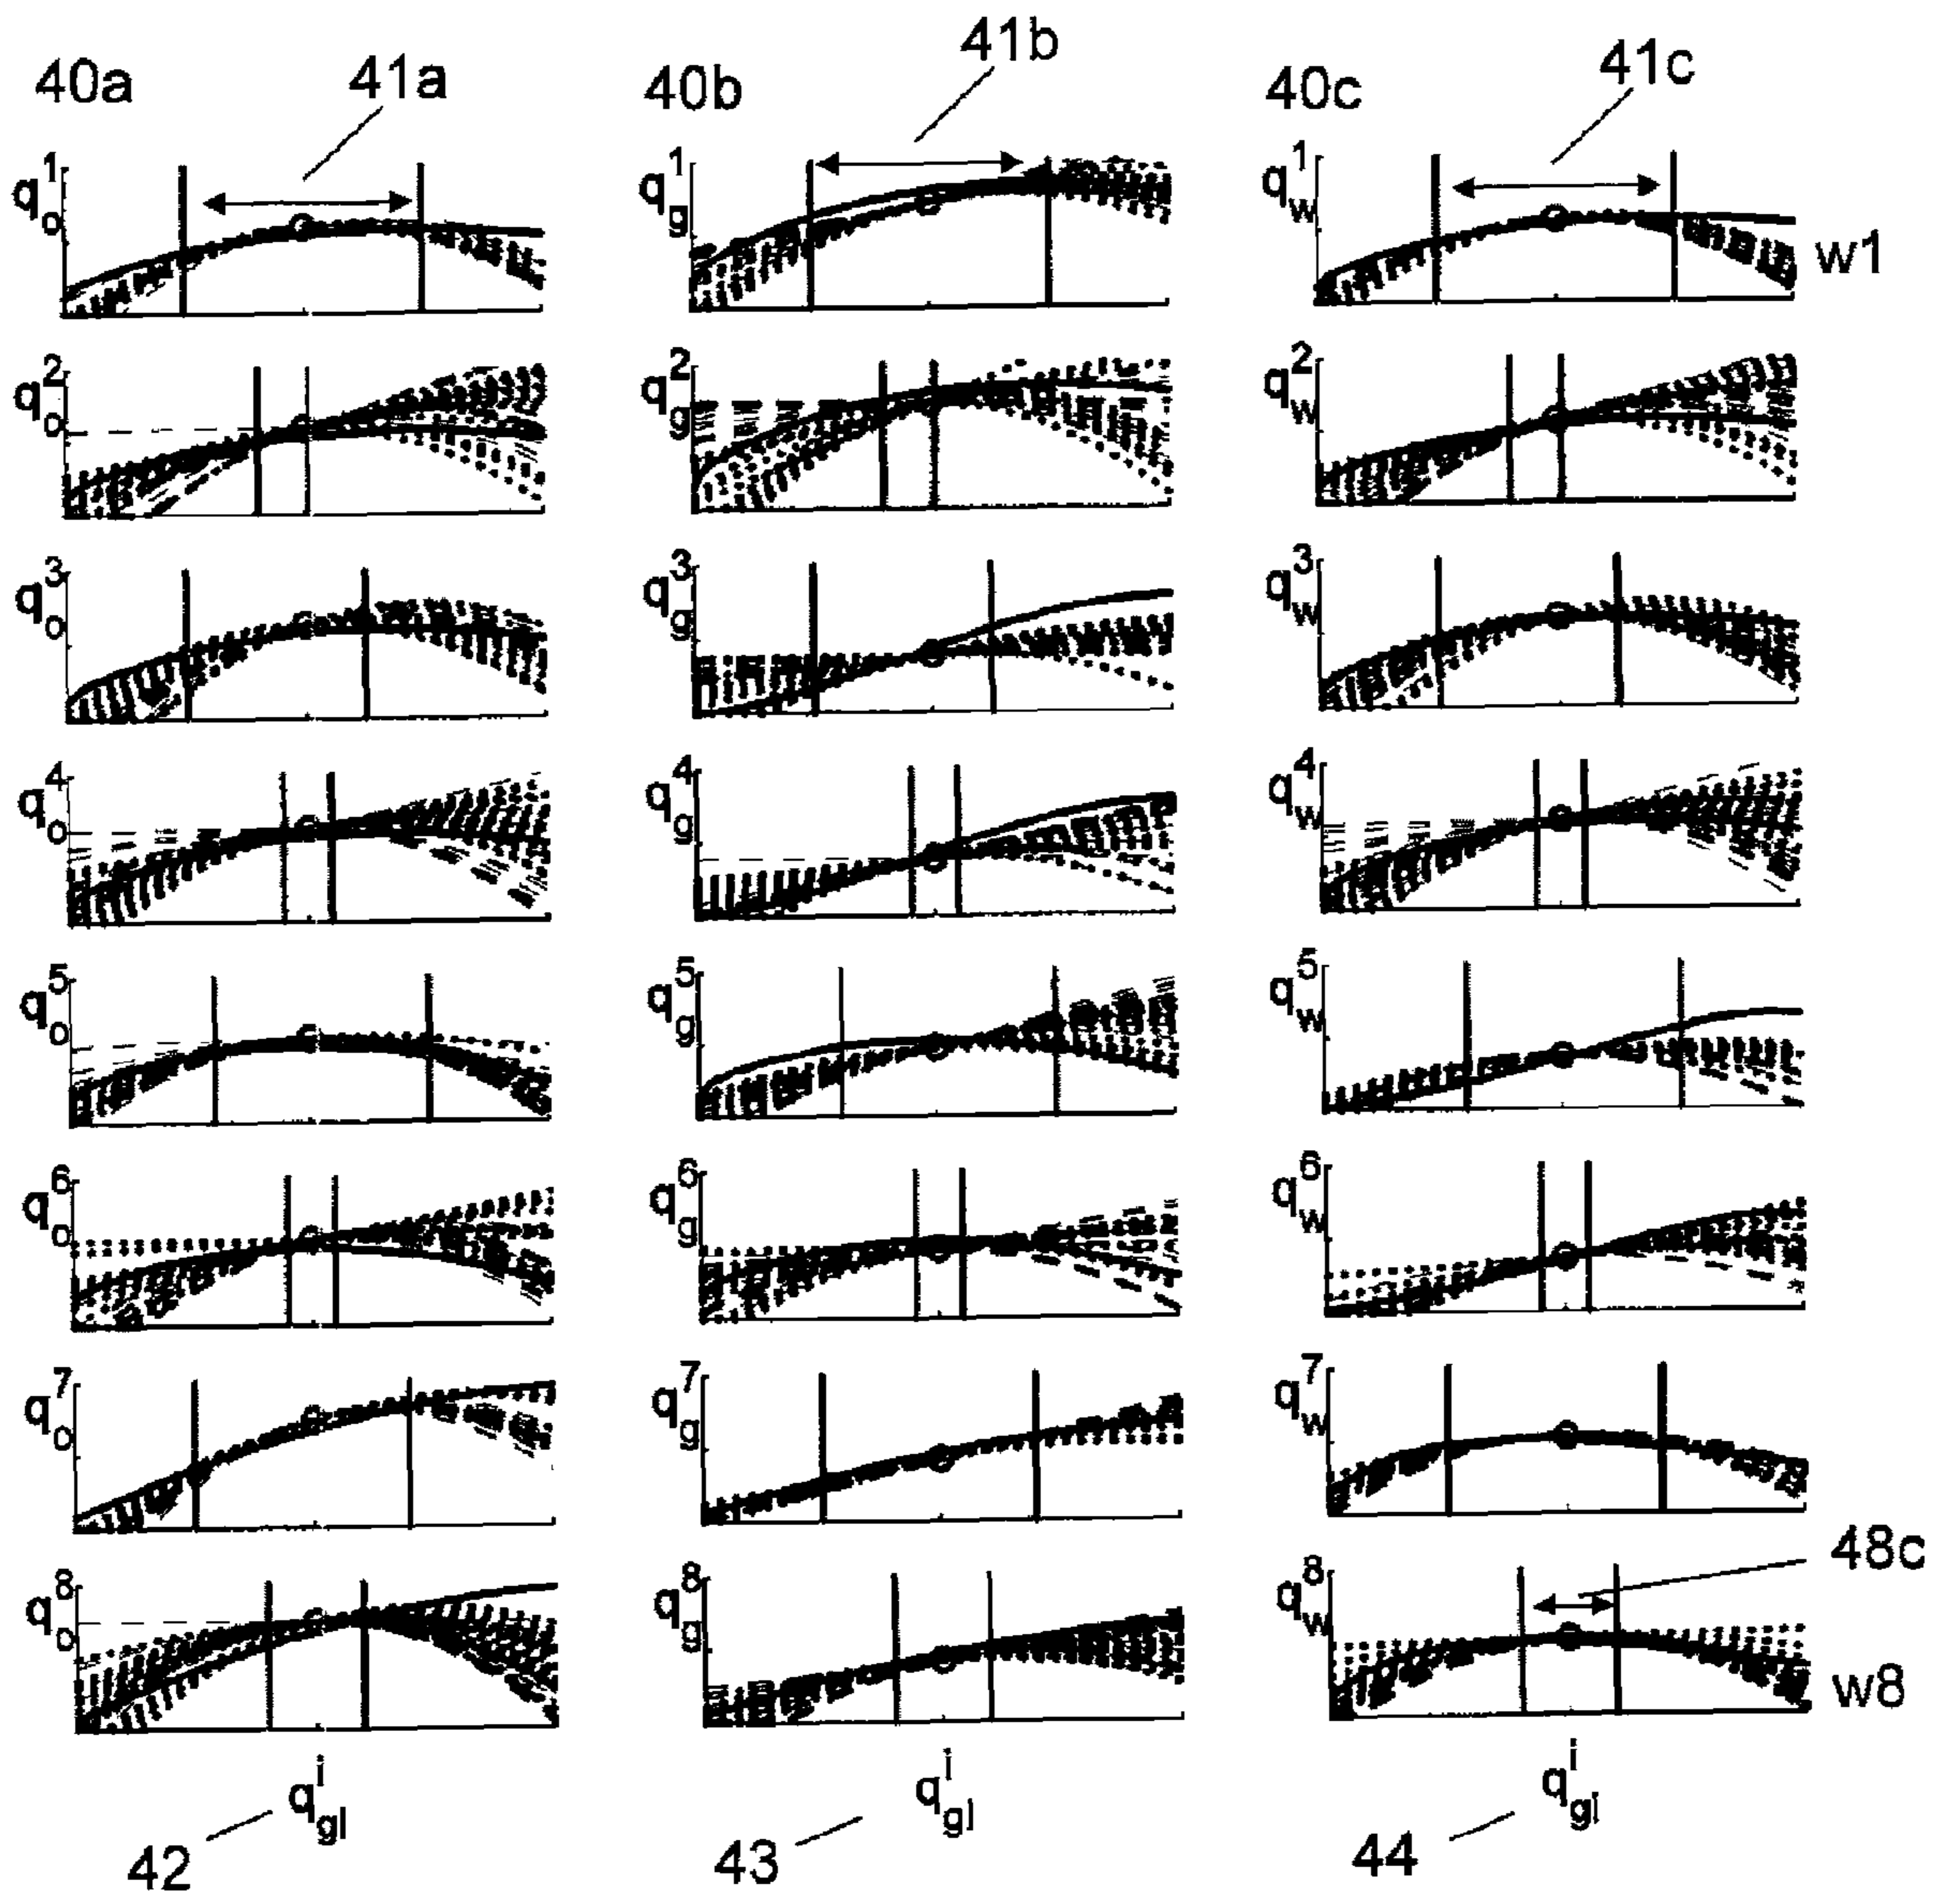 40a 41a 40b 41b 40c 41c
q_o^1 q_g^1 q_w^1 w1
q_o^2 q_g^2 q_w^2
q_o^3 q_g^3 q_w^3
q_o^4 q_g^4 q_w^4
q_o^5 q_g^5 q_w^5
q_o^6 q_g^6 q_w^6
q_o^7 q_g^7 q_w^7
48c
q_o^8 q_g^8 q_w^8 w8
q_gl^i q_gl^i q_gl^i
42 43 44